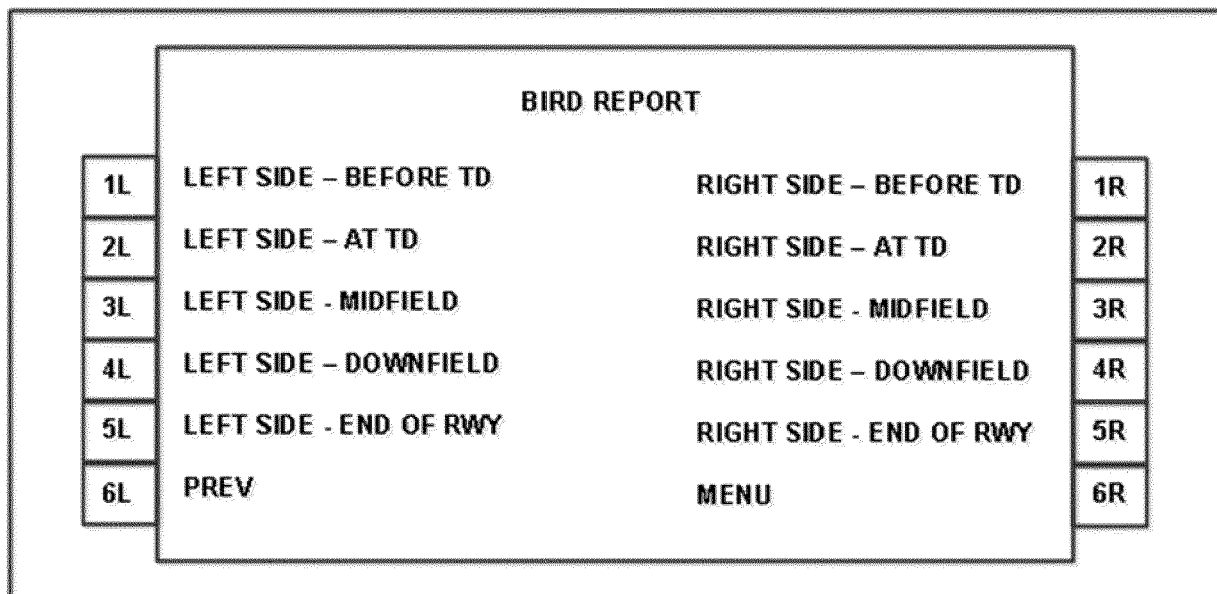 BIRD REPORT
1L LEFT SIDE – BEFORE TD RIGHT SIDE – BEFORE TD 1R
2L LEFT SIDE – AT TD RIGHT SIDE – AT TD 2R
3L LEFT SIDE - MIDFIELD RIGHT SIDE - MIDFIELD 3R
4L LEFT SIDE – DOWNFIELD RIGHT SIDE – DOWNFIELD 4R
5L LEFT SIDE - END OF RWY RIGHT SIDE - END OF RWY 5R
6L PREV MENU 6R